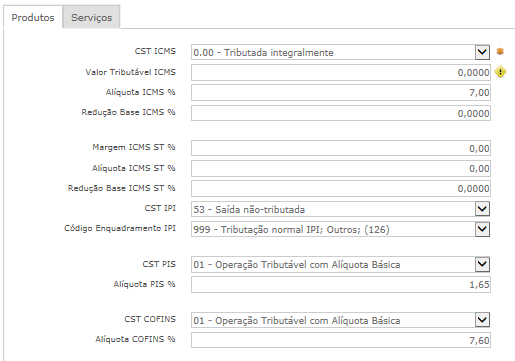 Produtos Serviços
CST ICMS 0.00 - Tributada integralmente
Valor Tributável ICMS 0,0000
Alíquota ICMS % 7,00
Redução Base ICMS % 0,0000
Margem ICMS ST % 0,00
Alíquota ICMS ST % 0,00
Redução Base ICMS ST % 0,0000
CST IPI 53 - Saída não-tributada
Código Enquadramento IPI 999 - Tributação normal IPI; Outros; (126)
CST PIS 01 - Operação Tributável com Alíquota Básica
Alíquota PIS % 1,65
CST COFINS 01 - Operação Tributável com Alíquota Básica
Alíquota COFINS % 7,60